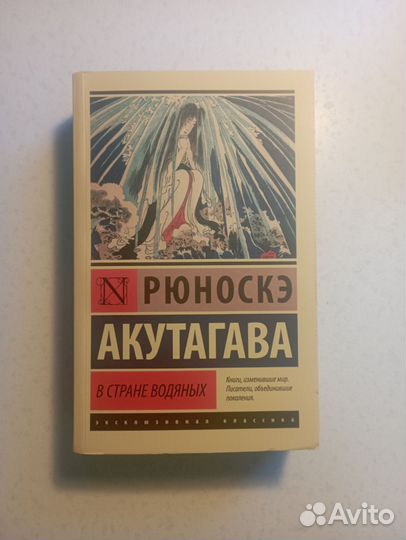 N РЮНОСКЭ
АКУТАГАВА
В СТРАНЕ ВОДЯНЫХ
Книги, изменившие мир.
Писатели, объединившие
поколения.
ЭКСКЛЮЗИВНАЯ КЛАССИКА
Avito